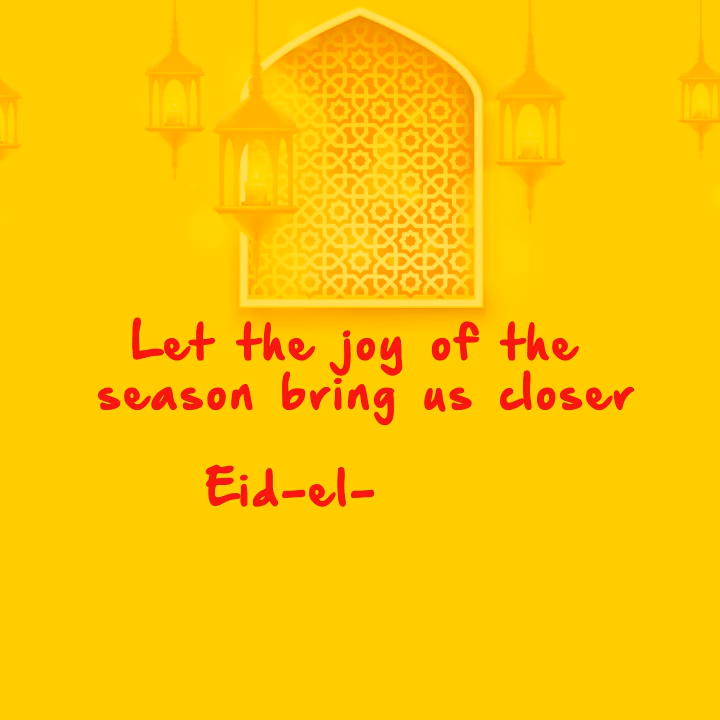 Let the joy of the
season bring us closer
Eid-el-